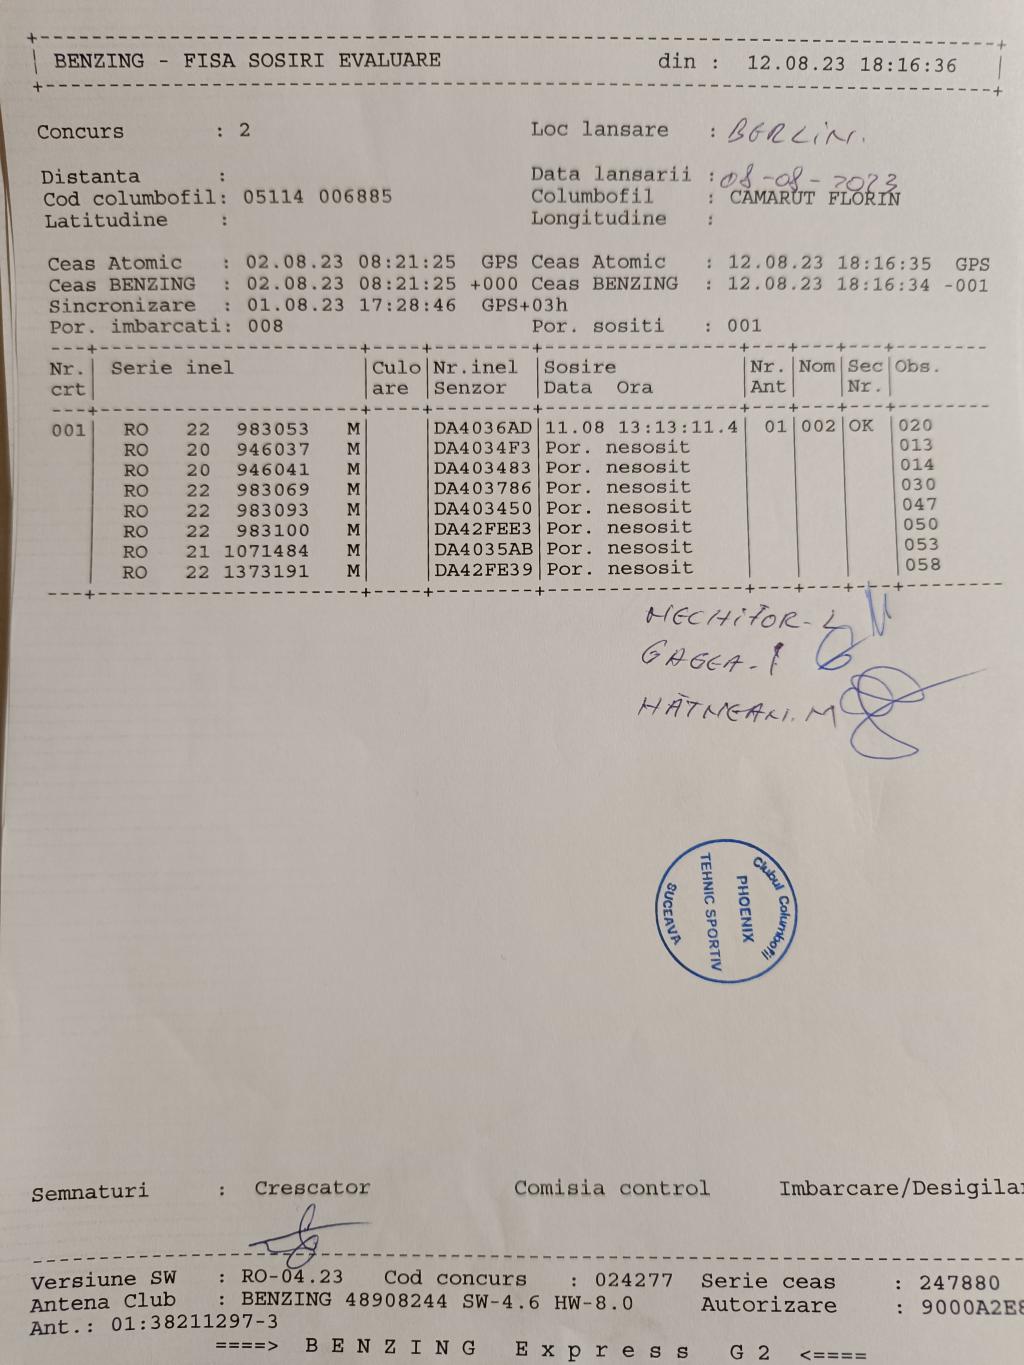 BENZING - FISA SOSIRI EVALUARE din : 12.08.23 18:16:36
Concurs : 2 Loc lansare : BERLIN.
Distanta : Data lansarii : 08-08-2023
Cod columbofil: 05114 006885 Columbofil : CAMARUT FLORIN
Latitudine : Longitudine :
Ceas Atomic : 02.08.23 08:21:25 GPS Ceas Atomic : 12.08.23 18:16:35 GPS
Ceas BENZING : 02.08.23 08:21:25 +000 Ceas BENZING : 12.08.23 18:16:34 -001
Sincronizare : 01.08.23 17:28:46 GPS+03h
Por. imbarcati: 008 Por. sositi : 001
Nr. Serie inel Culo Nr.inel Sosire Nr. Nom Sec Obs.
crt are Senzor Data Ora Ant Nr.
001 RO 22 983053 M DA4036AD 11.08 13:13:11.4 01 002 OK 020
RO 20 946037 M DA4034F3 Por. nesosit 013
RO 20 946041 M DA403483 Por. nesosit 014
RO 22 983069 M DA403786 Por. nesosit 030
RO 22 983093 M DA403450 Por. nesosit 047
RO 22 983100 M DA42FEE3 Por. nesosit 050
RO 21 1071484 M DA4035AB Por. nesosit 053
RO 22 1373191 M DA42FE39 Por. nesosit 058
NECHIFOR-L
GAGEA-I
HĂTNEAN.M
Clubul Columbofil
PHOENIX
TEHNIC SPORTIV
SUCEAVA
Semnaturi : Crescator Comisia control Imbarcare/Desigilar
Versiune SW : RO-04.23 Cod concurs : 024277 Serie ceas : 247880
Antena Club : BENZING 48908244 SW-4.6 HW-8.0 Autorizare : 9000A2E8
Ant.: 01:38211297-3
====> B E N Z I N G E x p r e s s G 2 <====